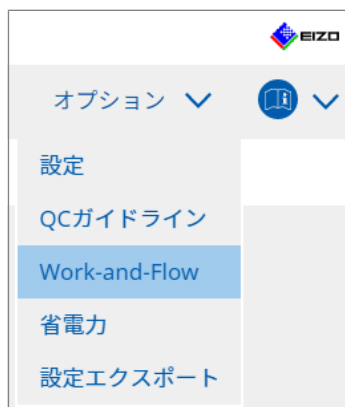 EIZO
オプション
設定
QCガイドライン
Work-and-Flow
省電力
設定エクスポート